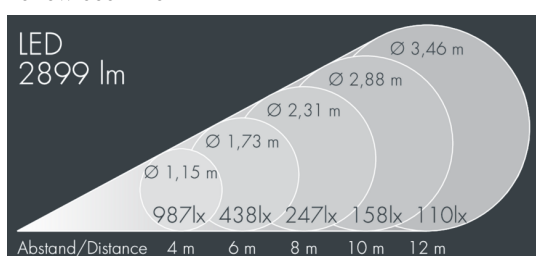 LED
2899 lm
Ø 3,46 m
Ø 2,88 m
Ø 2,31 m
Ø 1,73 m
Ø 1,15 m
987lx 438lx 247lx 158lx 110lx
Abstand/Distance 4 m 6 m 8 m 10 m 12 m